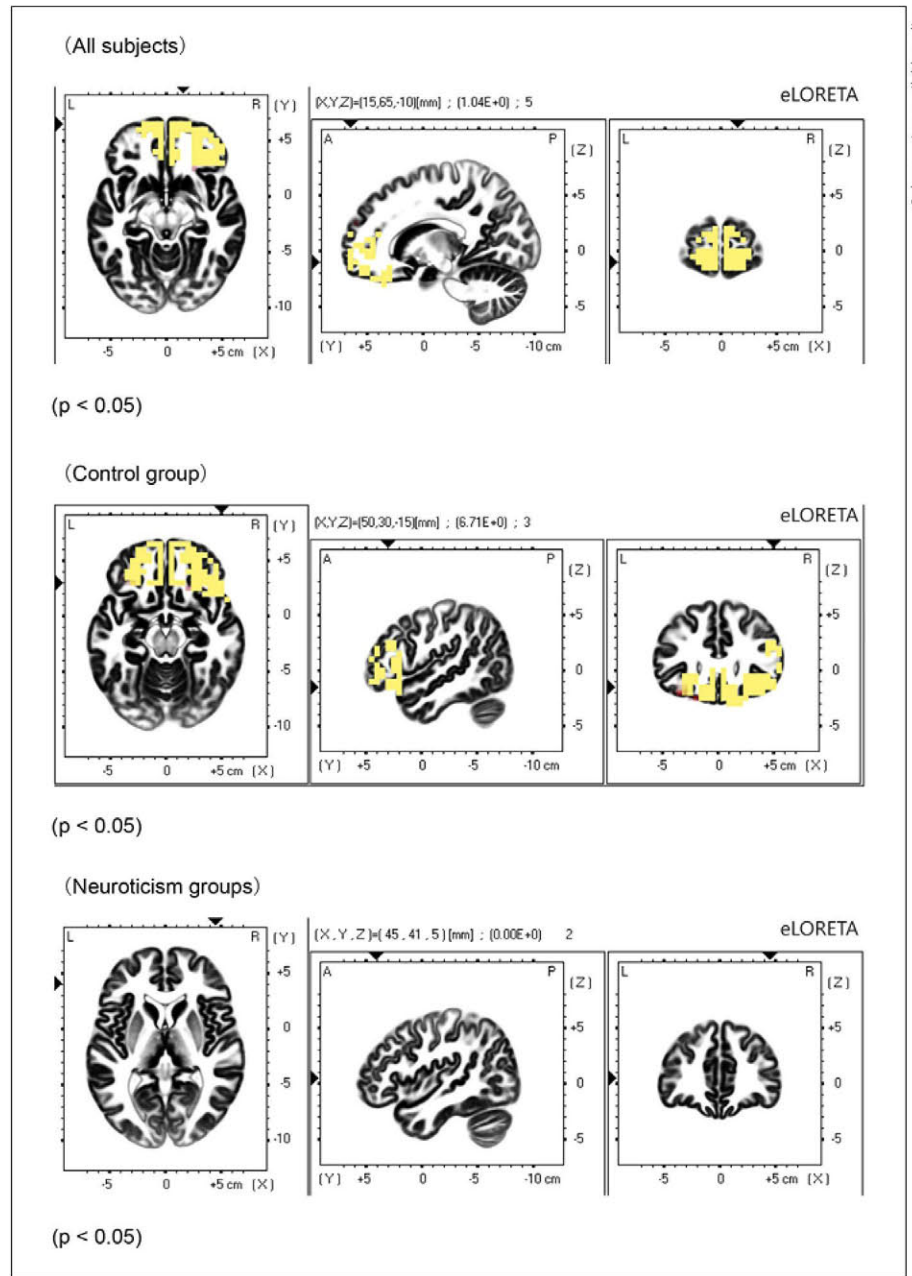 (All subjects)
(X,Y,Z)=(15,65,-10)[mm] ; (1.04E+0) ; 5
eLORETA
L R (Y)
+5
0
-5
-10
-5 0 +5 cm (X)
A P (Z)
+5
0
-5
(Y) +5 0 -5 -10 cm
L R (Z)
+5
0
-5
-5 0 +5 cm (X)
(p < 0.05)
(Control group)
(X,Y,Z)=(50,30,-15)[mm] ; (6.71E+0) ; 3
eLORETA
L R (Y)
+5
0
-5
-10
-5 0 +5 cm (X)
A P (Z)
+5
0
-5
(Y) +5 0 -5 -10 cm
L R (Z)
+5
0
-5
-5 0 +5 cm (X)
(p < 0.05)
(Neuroticism groups)
(X,Y,Z)=(45,41,5)[mm] ; (0.00E+0) 2
eLORETA
L R (Y)
+5
0
-5
-10
-5 0 +5 cm (X)
A P (Z)
+5
0
-5
(Y) +5 0 -5 -10 cm
L R (Z)
+5
0
-5
-5 0 +5 cm (X)
(p < 0.05)